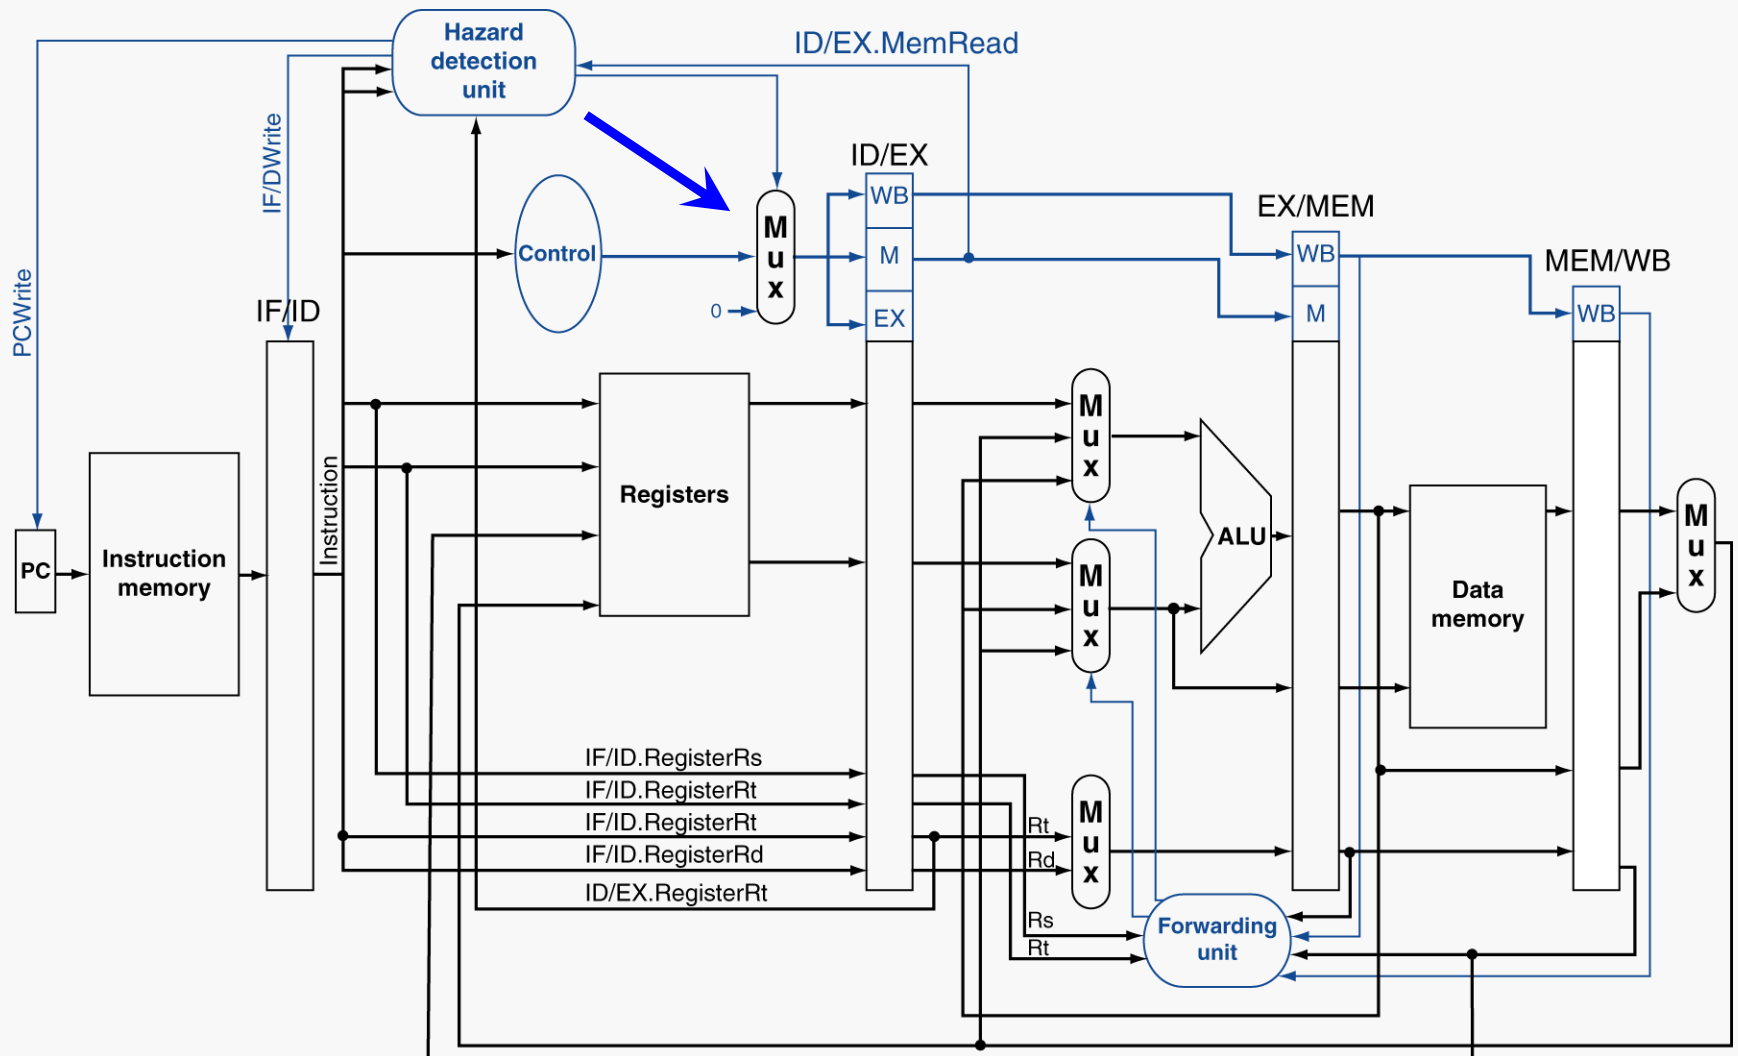 Hazard
detection
unit
ID/EX.MemRead
IF/DWrite
PCWrite
ID/EX
WB
M
EX
Control
M
u
x
0
EX/MEM
WB
M
MEM/WB
WB
IF/ID
Instruction
PC
Instruction
memory
Registers
M
u
x
M
u
x
ALU
Data
memory
M
u
x
IF/ID.RegisterRs
IF/ID.RegisterRt
IF/ID.RegisterRt
IF/ID.RegisterRd
ID/EX.RegisterRt
Rt
Rd
M
u
x
Rs
Rt
Forwarding
unit